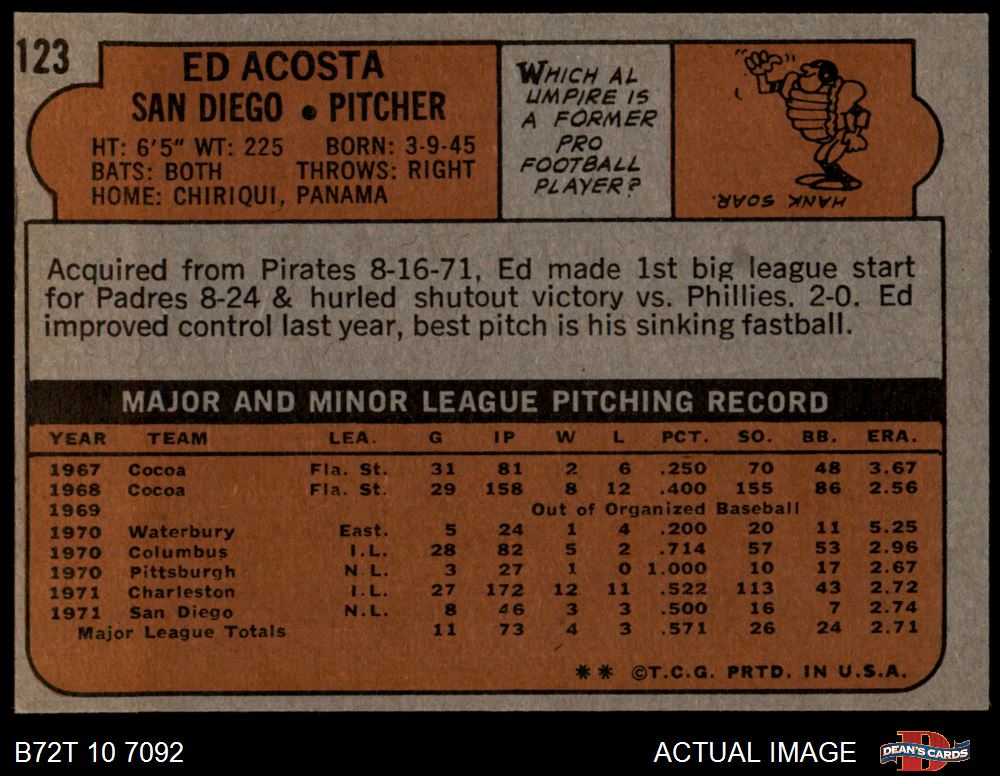 123
ED ACOSTA
SAN DIEGO • PITCHER
HT: 6'5" WT: 225 BORN: 3-9-45
BATS: BOTH THROWS: RIGHT
HOME: CHIRIQUI, PANAMA
WHICH AL
UMPIRE IS
A FORMER
PRO
FOOTBALL
PLAYER?
HANK SOAR.
Acquired from Pirates 8-16-71, Ed made 1st big league start
for Padres 8-24 & hurled shutout victory vs. Phillies. 2-0. Ed
improved control last year, best pitch is his sinking fastball.
MAJOR AND MINOR LEAGUE PITCHING RECORD
YEAR TEAM LEA. G IP W L PCT. SO. BB. ERA.
1967 Cocoa Fla. St. 31 81 2 6 .250 70 48 3.67
1968 Cocoa Fla. St. 29 158 8 12 .400 155 86 2.56
1969 Out of Organized Baseball
1970 Waterbury East. 5 24 1 4 .200 20 11 5.25
1970 Columbus I.L. 28 82 5 2 .714 57 53 2.96
1970 Pittsburgh N.L. 3 27 1 0 1.000 10 17 2.67
1971 Charleston I.L. 27 172 12 11 .522 113 43 2.72
1971 San Diego N.L. 8 46 3 3 .500 16 7 2.74
Major League Totals 11 73 4 3 .571 26 24 2.71
** ©T.C.G. PRTD. IN U.S.A.
B72T 10 7092 ACTUAL IMAGE
D
DEAN'S CARDS